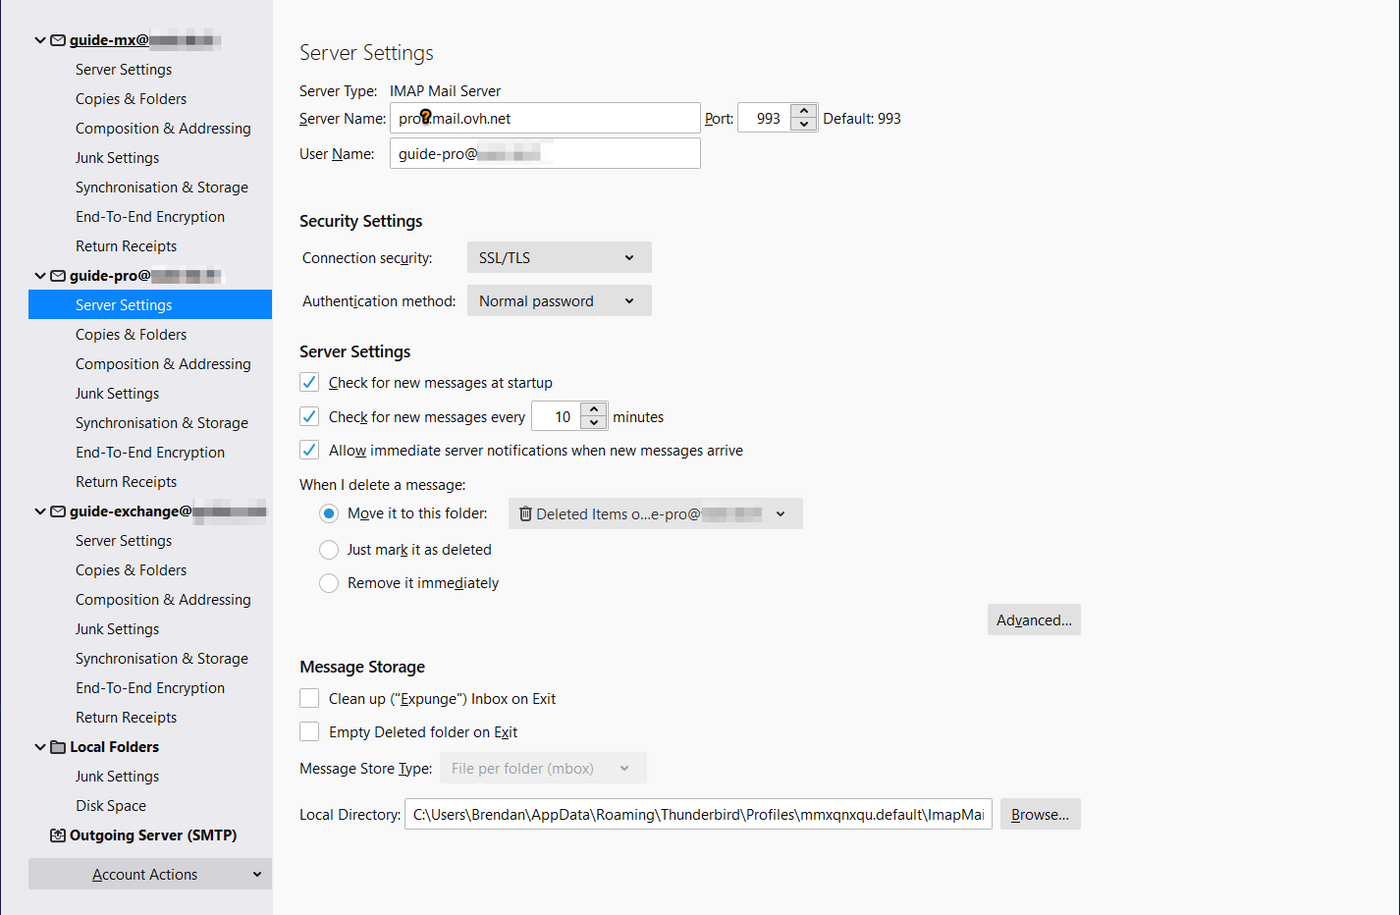 guide-mx@
Server Settings
Copies & Folders
Composition & Addressing
Junk Settings
Synchronisation & Storage
End-To-End Encryption
Return Receipts
guide-pro@
Server Settings
Copies & Folders
Composition & Addressing
Junk Settings
Synchronisation & Storage
End-To-End Encryption
Return Receipts
guide-exchange@
Server Settings
Copies & Folders
Composition & Addressing
Junk Settings
Synchronisation & Storage
End-To-End Encryption
Return Receipts
Local Folders
Junk Settings
Disk Space
Outgoing Server (SMTP)
Account Actions
Server Settings
Server Type: IMAP Mail Server
Server Name: pro?.mail.ovh.net Port: 993 Default: 993
User Name: guide-pro@
Security Settings
Connection security: SSL/TLS
Authentication method: Normal password
Server Settings
Check for new messages at startup
Check for new messages every 10 minutes
Allow immediate server notifications when new messages arrive
When I delete a message:
Move it to this folder: Deleted Items o...e-pro@
Just mark it as deleted
Remove it immediately
Advanced...
Message Storage
Clean up ("Expunge") Inbox on Exit
Empty Deleted folder on Exit
Message Store Type: File per folder (mbox)
Local Directory: C:\Users\Brendan\AppData\Roaming\Thunderbird\Profiles\mmxqnxqu.default\ImapMai Browse...